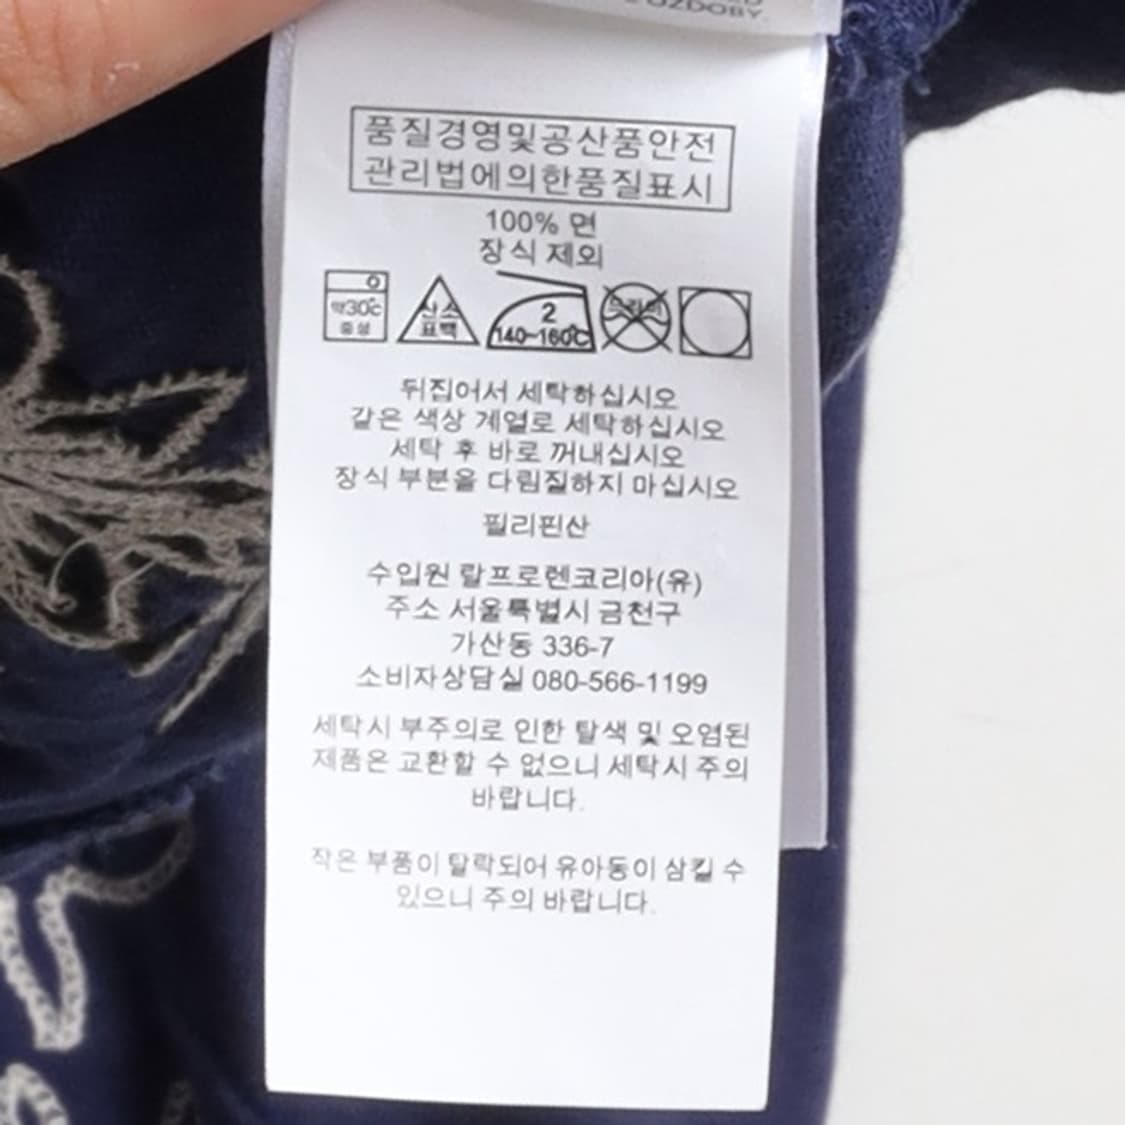 품질경영및공산품안전
관리법에의한품질표시
100% 면
장식 제외
약30℃ 산소 2
중성 표백 140~160℃ 드라이
뒤집어서 세탁하십시오
같은 색상 계열로 세탁하십시오
세탁 후 바로 꺼내십시오
장식 부분을 다림질하지 마십시오
필리핀산
수입원 랄프로렌코리아(유)
주소 서울특별시 금천구
가산동 336-7
소비자상담실 080-566-1199
세탁시 부주의로 인한 탈색 및 오염된
제품은 교환할 수 없으니 세탁시 주의
바랍니다.
작은 부품이 탈락되어 유아동이 삼킬 수
있으니 주의 바랍니다.